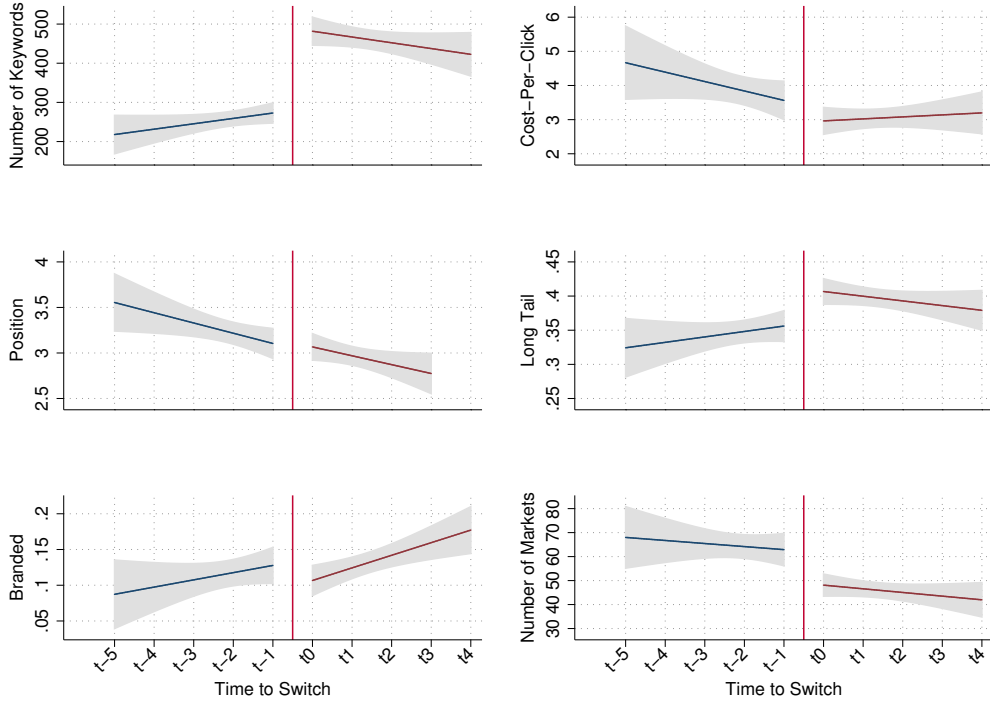 Number of Keywords
500
400
300
200
Cost−Per−Click
6
5
4
3
2
Position
4
3.5
3
2.5
Long Tail
.45
.4
.35
.3
.25
Branded
.2
.15
.1
.05
t−5 t−4 t−3 t−2 t−1 t0 t1 t2 t3 t4
Time to Switch
Number of Markets
80
70
60
50
40
30
t−5 t−4 t−3 t−2 t−1 t0 t1 t2 t3 t4
Time to Switch